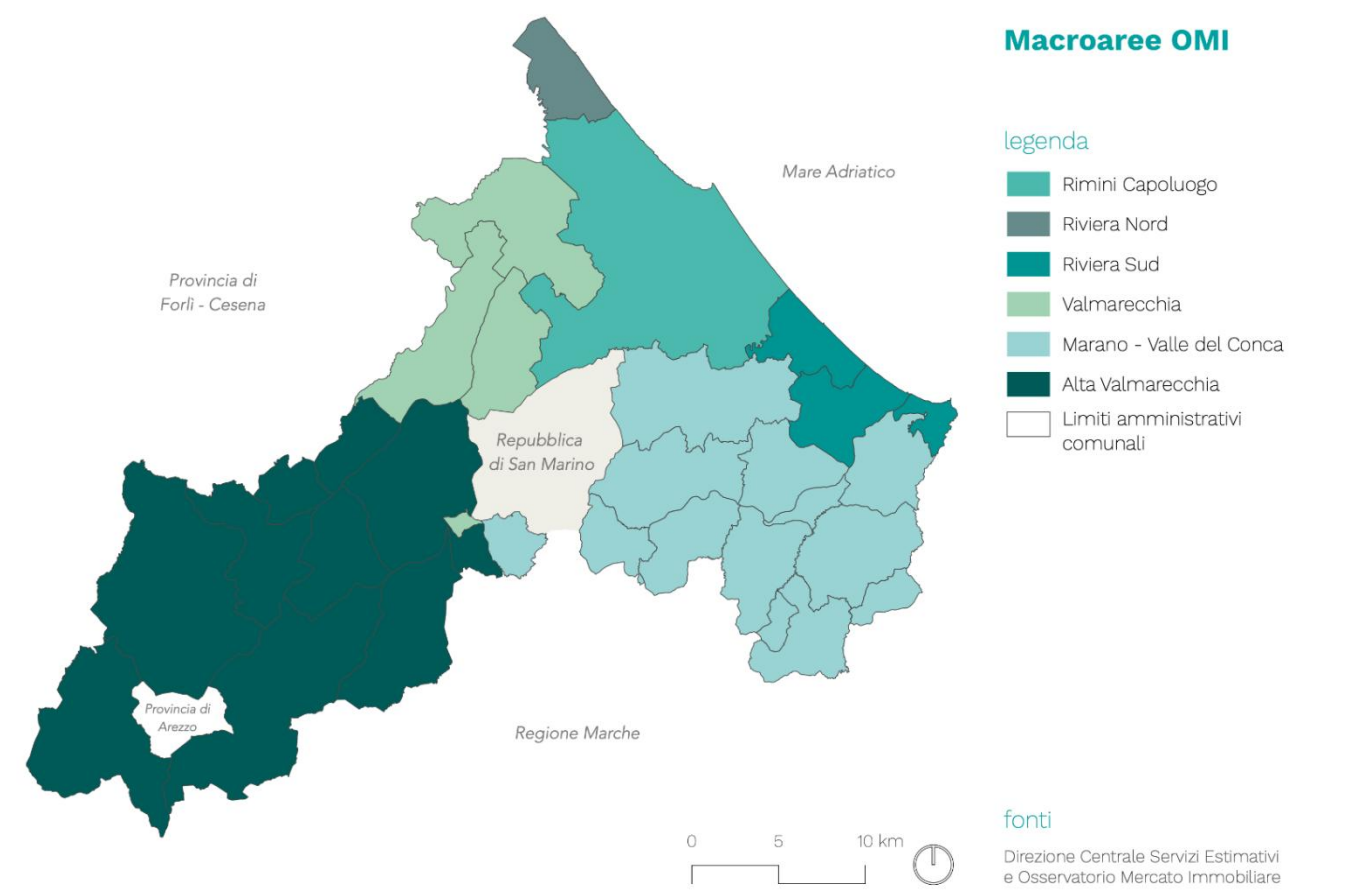 Macroaree OMI
legenda
Rimini Capoluogo
Riviera Nord
Riviera Sud
Valmarecchia
Marano - Valle del Conca
Alta Valmarecchia
Limiti amministrativi
comunali
Mare Adriatico
Provincia di
Forlì - Cesena
Repubblica
di San Marino
Provincia di
Arezzo
Regione Marche
0 5 10 km
fonti
Direzione Centrale Servizi Estimativi
e Osservatorio Mercato Immobiliare